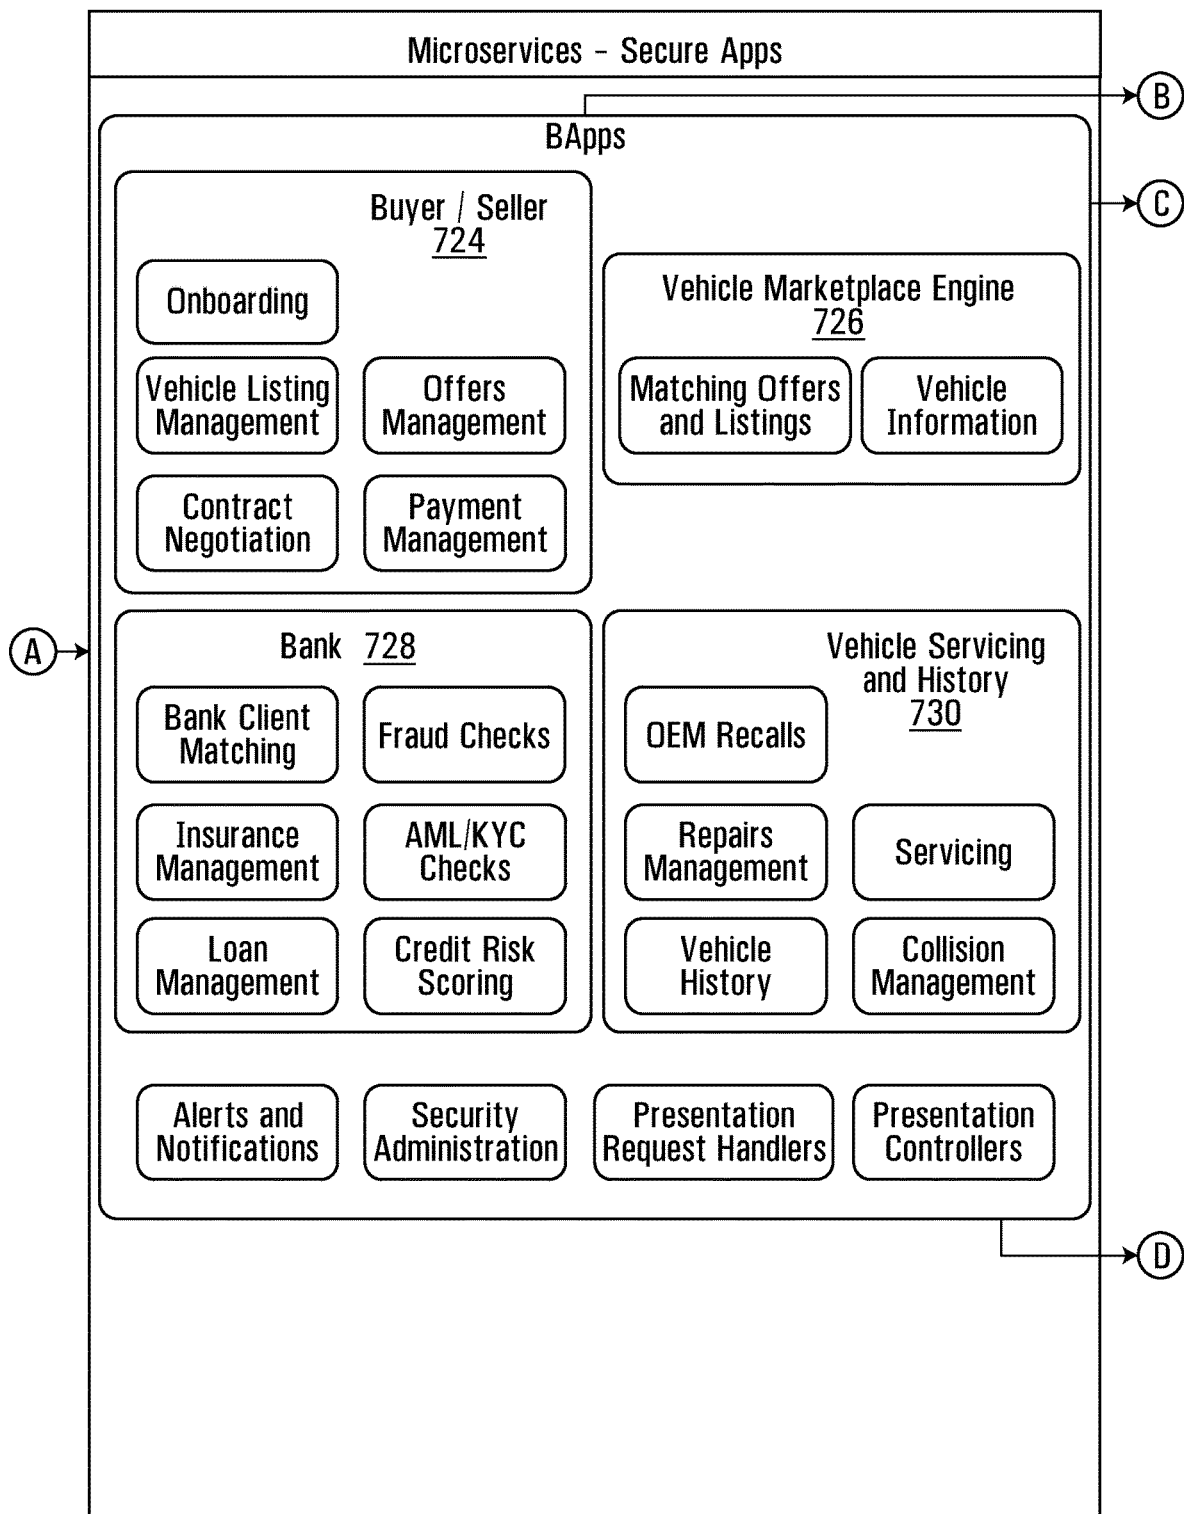 Microservices - Secure Apps
B
BApps
C
Buyer / Seller
724
Onboarding
Vehicle Listing
Management
Offers
Management
Contract
Negotiation
Payment
Management
Vehicle Marketplace Engine
726
Matching Offers
and Listings
Vehicle
Information
A
Bank 728
Bank Client
Matching
Fraud Checks
Insurance
Management
AML/KYC
Checks
Loan
Management
Credit Risk
Scoring
Vehicle Servicing
and History
730
OEM Recalls
Repairs
Management
Servicing
Vehicle
History
Collision
Management
Alerts and
Notifications
Security
Administration
Presentation
Request Handlers
Presentation
Controllers
D